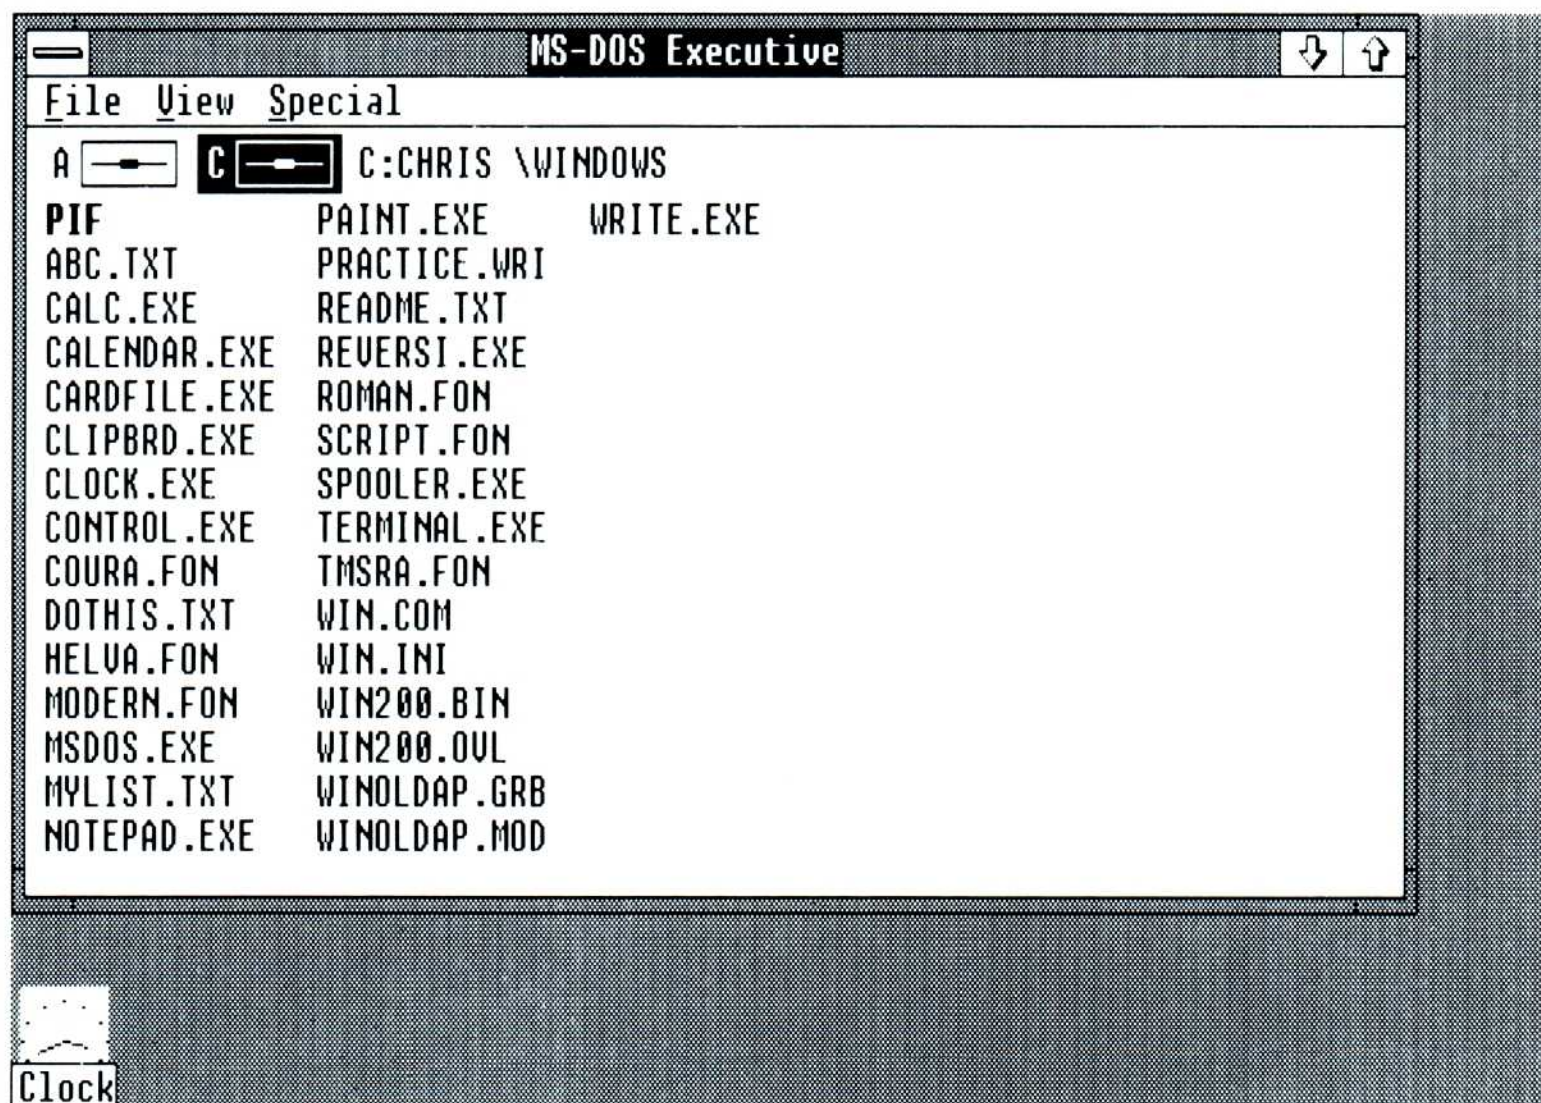 MS-DOS Executive
File View Special
A C C:CHRIS \WINDOWS
PIF PAINT.EXE WRITE.EXE
ABC.TXT PRACTICE.WRI
CALC.EXE README.TXT
CALENDAR.EXE REVERSI.EXE
CARDFILE.EXE ROMAN.FON
CLIPBRD.EXE SCRIPT.FON
CLOCK.EXE SPOOLER.EXE
CONTROL.EXE TERMINAL.EXE
COURA.FON TMSRA.FON
DOTHIS.TXT WIN.COM
HELVA.FON WIN.INI
MODERN.FON WIN200.BIN
MSDOS.EXE WIN200.OVL
MYLIST.TXT WINOLDAP.GRB
NOTEPAD.EXE WINOLDAP.MOD
Clock